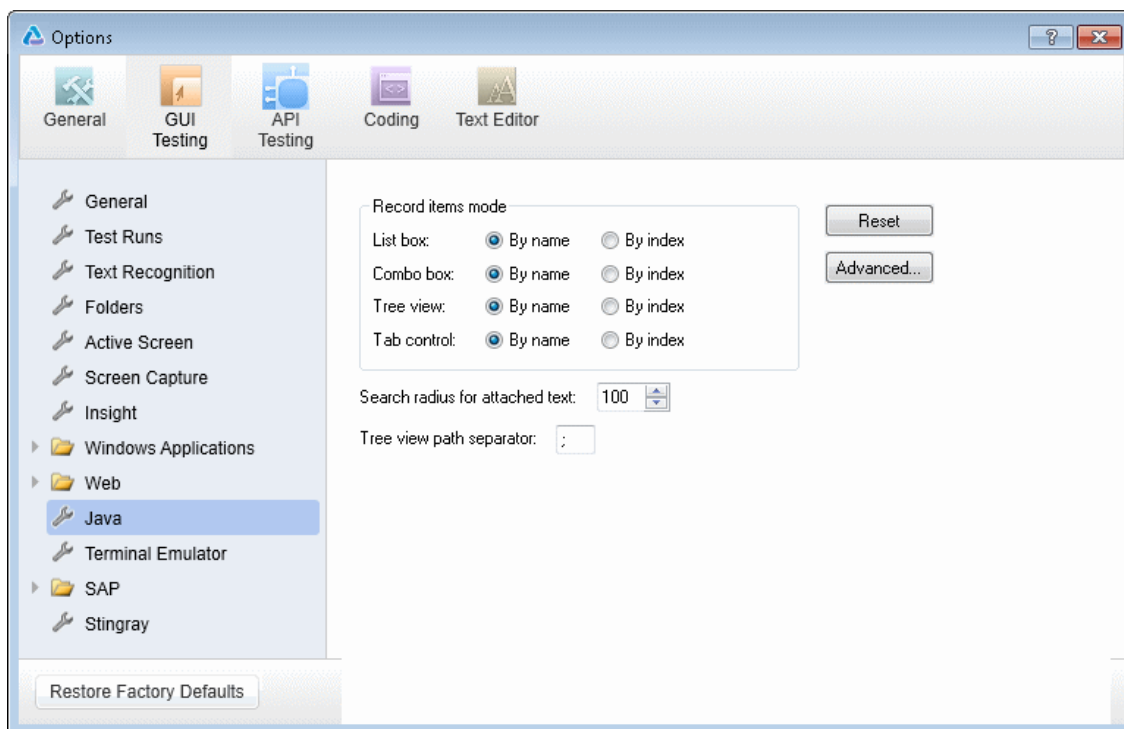 Options
General
GUI
Testing
API
Testing
Coding
Text Editor
General
Test Runs
Text Recognition
Folders
Active Screen
Screen Capture
Insight
Windows Applications
Web
Java
Terminal Emulator
SAP
Stingray
Record items mode
List box: By name By index
Combo box: By name By index
Tree view: By name By index
Tab control: By name By index
Search radius for attached text: 100
Tree view path separator: ;
Reset
Advanced...
Restore Factory Defaults